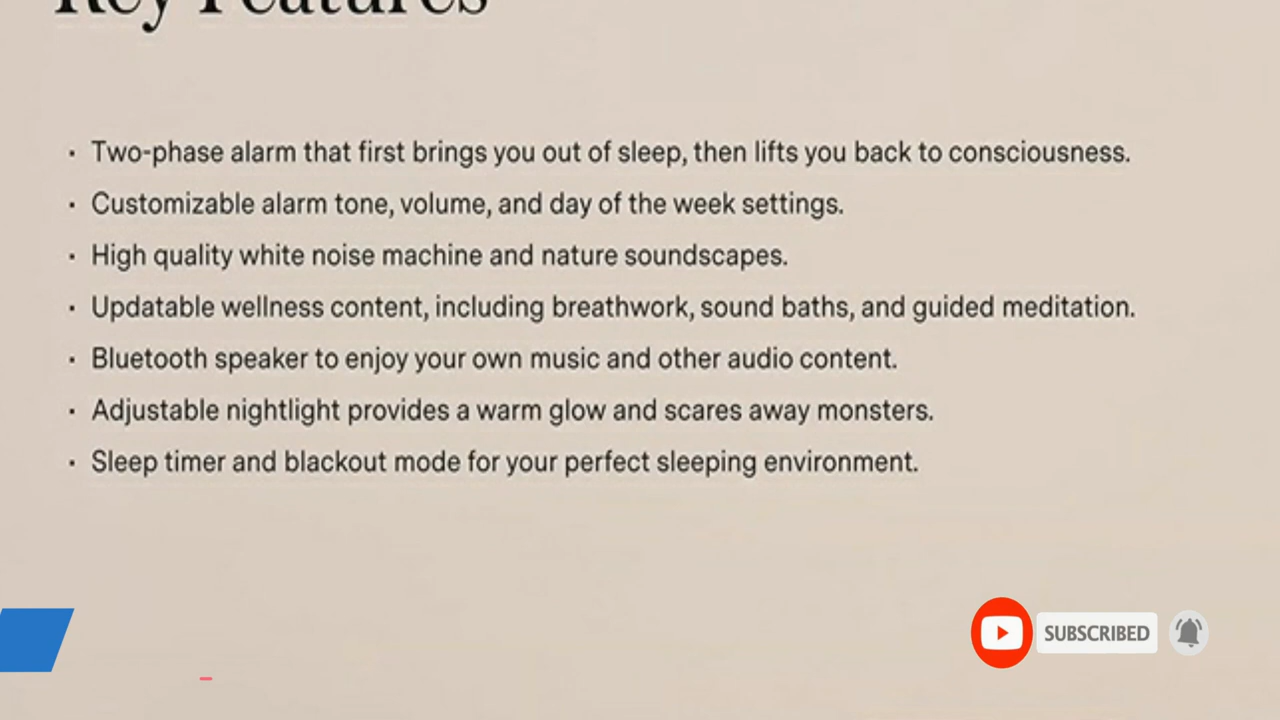 Key Features
· Two-phase alarm that first brings you out of sleep, then lifts you back to consciousness.
· Customizable alarm tone, volume, and day of the week settings.
· High quality white noise machine and nature soundscapes.
· Updatable wellness content, including breathwork, sound baths, and guided meditation.
· Bluetooth speaker to enjoy your own music and other audio content.
· Adjustable nightlight provides a warm glow and scares away monsters.
· Sleep timer and blackout mode for your perfect sleeping environment.
SUBSCRIBED